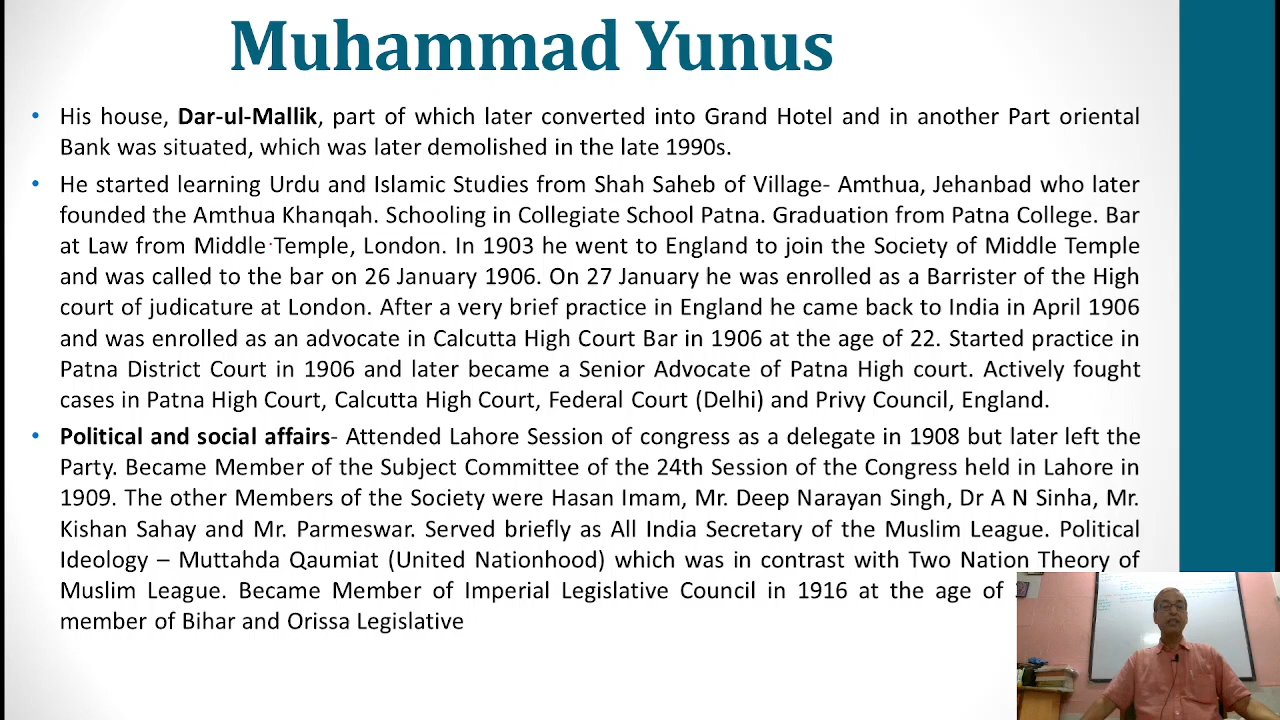 Muhammad Yunus
• His house, Dar-ul-Mallik, part of which later converted into Grand Hotel and in another Part oriental
Bank was situated, which was later demolished in the late 1990s.
• He started learning Urdu and Islamic Studies from Shah Saheb of Village- Amthua, Jehanbad who later
founded the Amthua Khanqah. Schooling in Collegiate School Patna. Graduation from Patna College. Bar
at Law from Middle Temple, London. In 1903 he went to England to join the Society of Middle Temple
and was called to the bar on 26 January 1906. On 27 January he was enrolled as a Barrister of the High
court of judicature at London. After a very brief practice in England he came back to India in April 1906
and was enrolled as an advocate in Calcutta High Court Bar in 1906 at the age of 22. Started practice in
Patna District Court in 1906 and later became a Senior Advocate of Patna High court. Actively fought
cases in Patna High Court, Calcutta High Court, Federal Court (Delhi) and Privy Council, England.
• Political and social affairs- Attended Lahore Session of congress as a delegate in 1908 but later left the
Party. Became Member of the Subject Committee of the 24th Session of the Congress held in Lahore in
1909. The other Members of the Society were Hasan Imam, Mr. Deep Narayan Singh, Dr A N Sinha, Mr.
Kishan Sahay and Mr. Parmeswar. Served briefly as All India Secretary of the Muslim League. Political
Ideology – Muttahda Qaumiat (United Nationhood) which was in contrast with Two Nation Theory of
Muslim League. Became Member of Imperial Legislative Council in 1916 at the age of
member of Bihar and Orissa Legislative